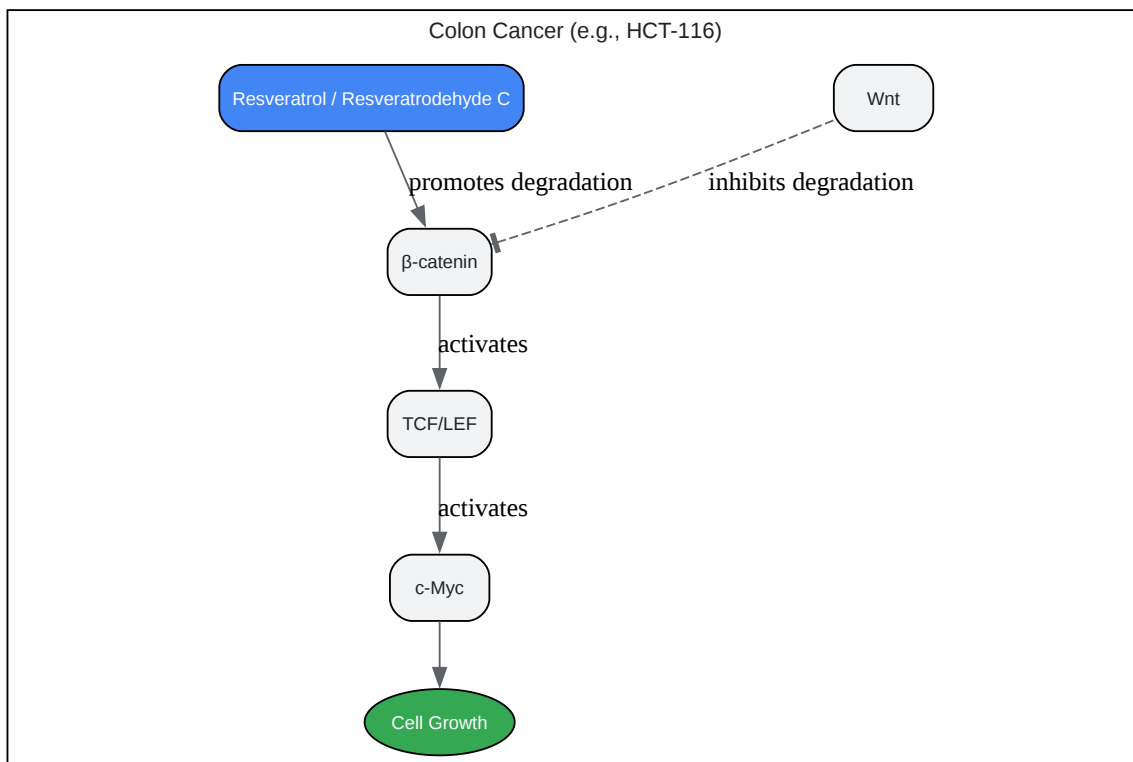 Colon Cancer (e.g., HCT-116)
Resveratrol / Resveratrodehyde C
Wnt
promotes degradation
inhibits degradation
β-catenin
activates
TCF/LEF
activates
c-Myc
Cell Growth